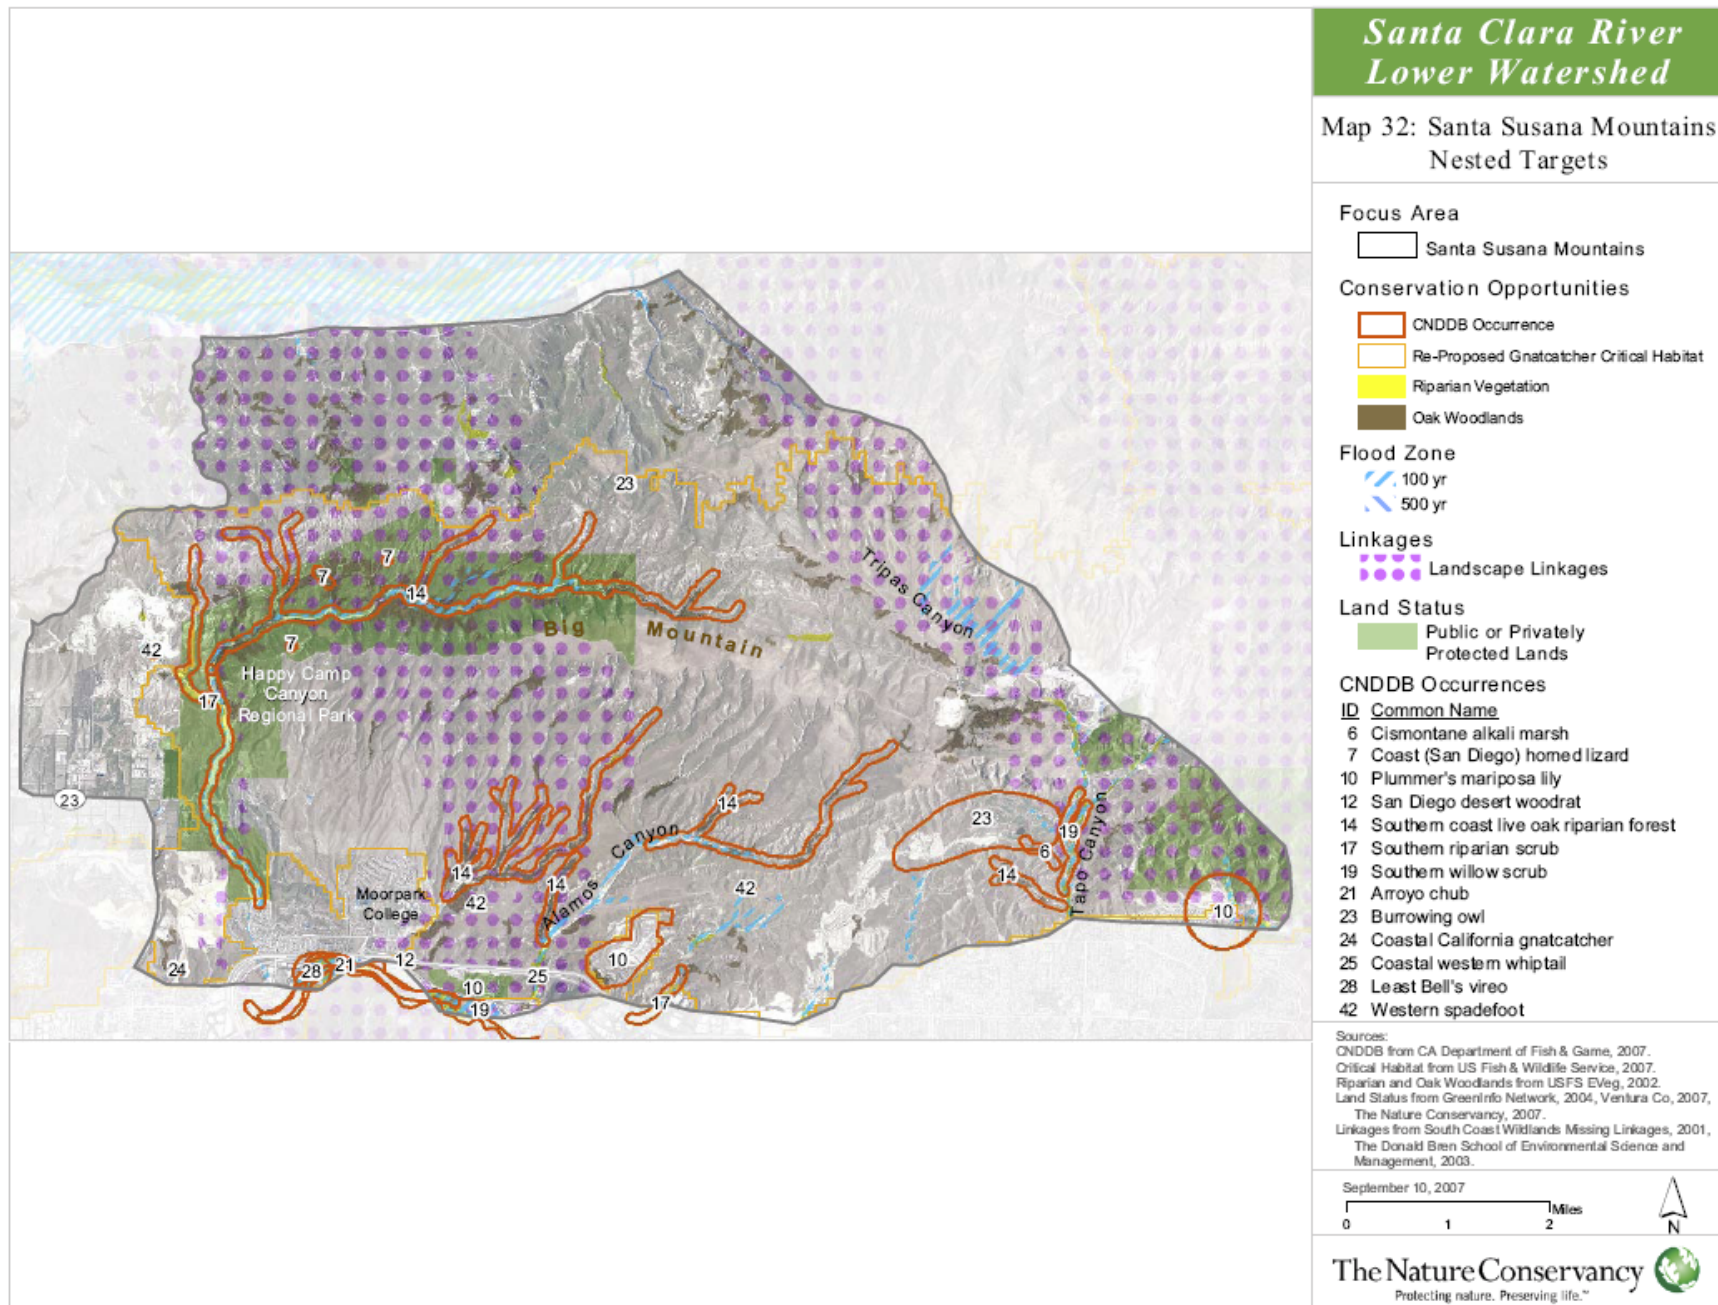 Santa Clara River
Lower Watershed
Map 32: Santa Susana Mountains
Nested Targets
Focus Area
Santa Susana Mountains
Conservation Opportunities
CNDDB Occurrence
Re-Proposed Gnatcatcher Critical Habitat
Riparian Vegetation
Oak Woodlands
Flood Zone
100 yr
500 yr
Linkages
Landscape Linkages
Land Status
Public or Privately
Protected Lands
CNDDB Occurrences
ID Common Name
6 Cismontane alkali marsh
7 Coast (San Diego) horned lizard
10 Plummer's mariposa lily
12 San Diego desert woodrat
14 Southern coast live oak riparian forest
17 Southern riparian scrub
19 Southern willow scrub
21 Arroyo chub
23 Burrowing owl
24 Coastal California gnatcatcher
25 Coastal western whiptail
28 Least Bell's vireo
42 Western spadefoot
Sources:
CNDDB from CA Department of Fish & Game, 2007.
Critical Habitat from US Fish & Wildlife Service, 2007.
Riparian and Oak Woodlands from USFS EVeg, 2002.
Land Status from GreenInfo Network, 2004, Ventura Co, 2007,
The Nature Conservancy, 2007.
Linkages from South Coast Wildlands Missing Linkages, 2001,
The Donald Bren School of Environmental Science and
Management, 2003.
September 10, 2007
Miles
0 1 2
N
The Nature Conservancy
Protecting nature. Preserving life.™
23
7
7
14
Tripas Canyon
Big Mountain
7
42
Happy Camp
Canyon
Regional Park
17
23
14
23
19
Tapo Canyon
Alamos Canyon
6
14
14
14
42
42
Moorpark
College
10
24
28
21
12
10
19
25
10
17